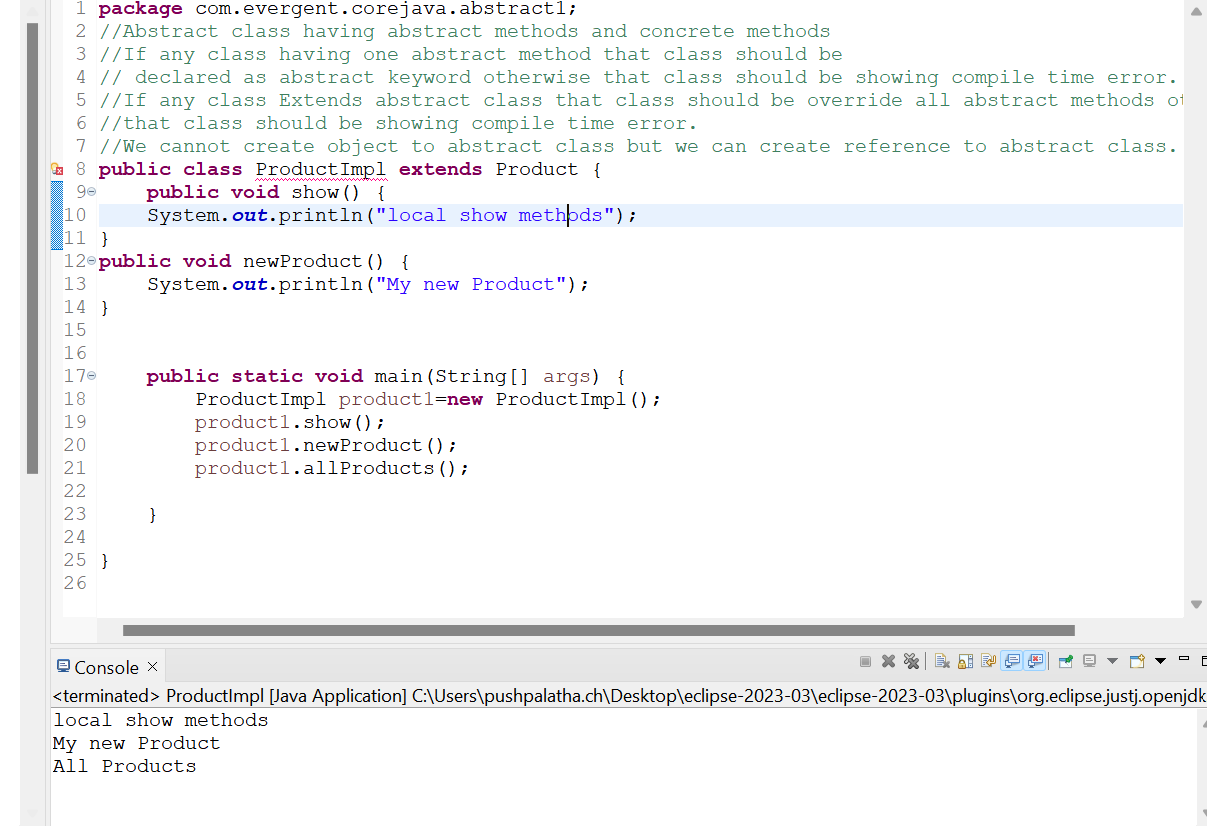 1 package com.evergent.corejava.abstract1;
2 //Abstract class having abstract methods and concrete methods
3 //If any class having one abstract method that class should be
4 // declared as abstract keyword otherwise that class should be showing compile time error.
5 //If any class Extends abstract class that class should be override all abstract methods
6 //that class should be showing compile time error.
7 //We cannot create object to abstract class but we can create reference to abstract class.
8 public class ProductImpl extends Product {
9 public void show() {
10 System.out.println("local show methods");
11 }
12 public void newProduct() {
13 System.out.println("My new Product");
14 }
15
16
17 public static void main(String[] args) {
18 ProductImpl product1=new ProductImpl();
19 product1.show();
20 product1.newProduct();
21 product1.allProducts();
22
23 }
24
25 }
26
Console
<terminated> ProductImpl [Java Application] C:\Users\pushpalatha.ch\Desktop\eclipse-2023-03\eclipse-2023-03\plugins\org.eclipse.justj.openjdk
local show methods
My new Product
All Products